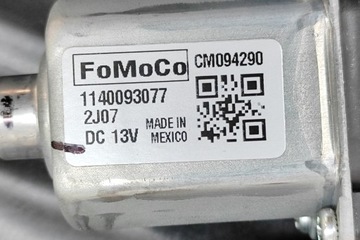 FoMoCo CM094290
1140093077
2J07
DC 13V MADE IN MEXICO